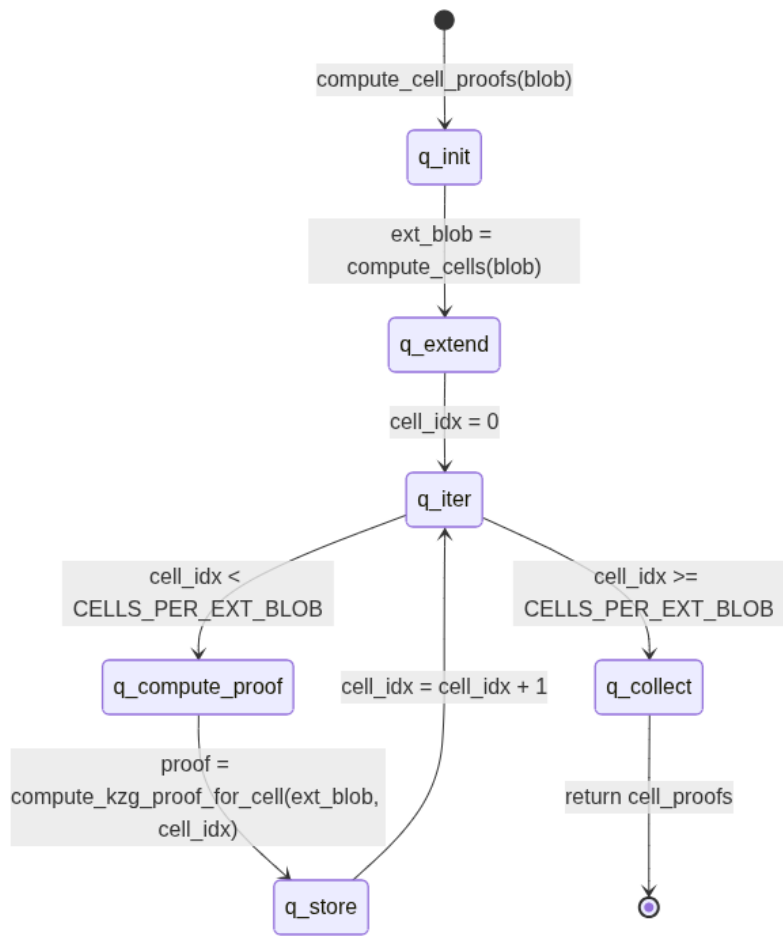 compute_cell_proofs(blob)
q_init
ext_blob =
compute_cells(blob)
q_extend
cell_idx = 0
q_iter
cell_idx <
CELLS_PER_EXT_BLOB
cell_idx >=
CELLS_PER_EXT_BLOB
q_compute_proof
cell_idx = cell_idx + 1
q_collect
proof =
compute_kzg_proof_for_cell(ext_blob,
cell_idx)
return cell_proofs
q_store